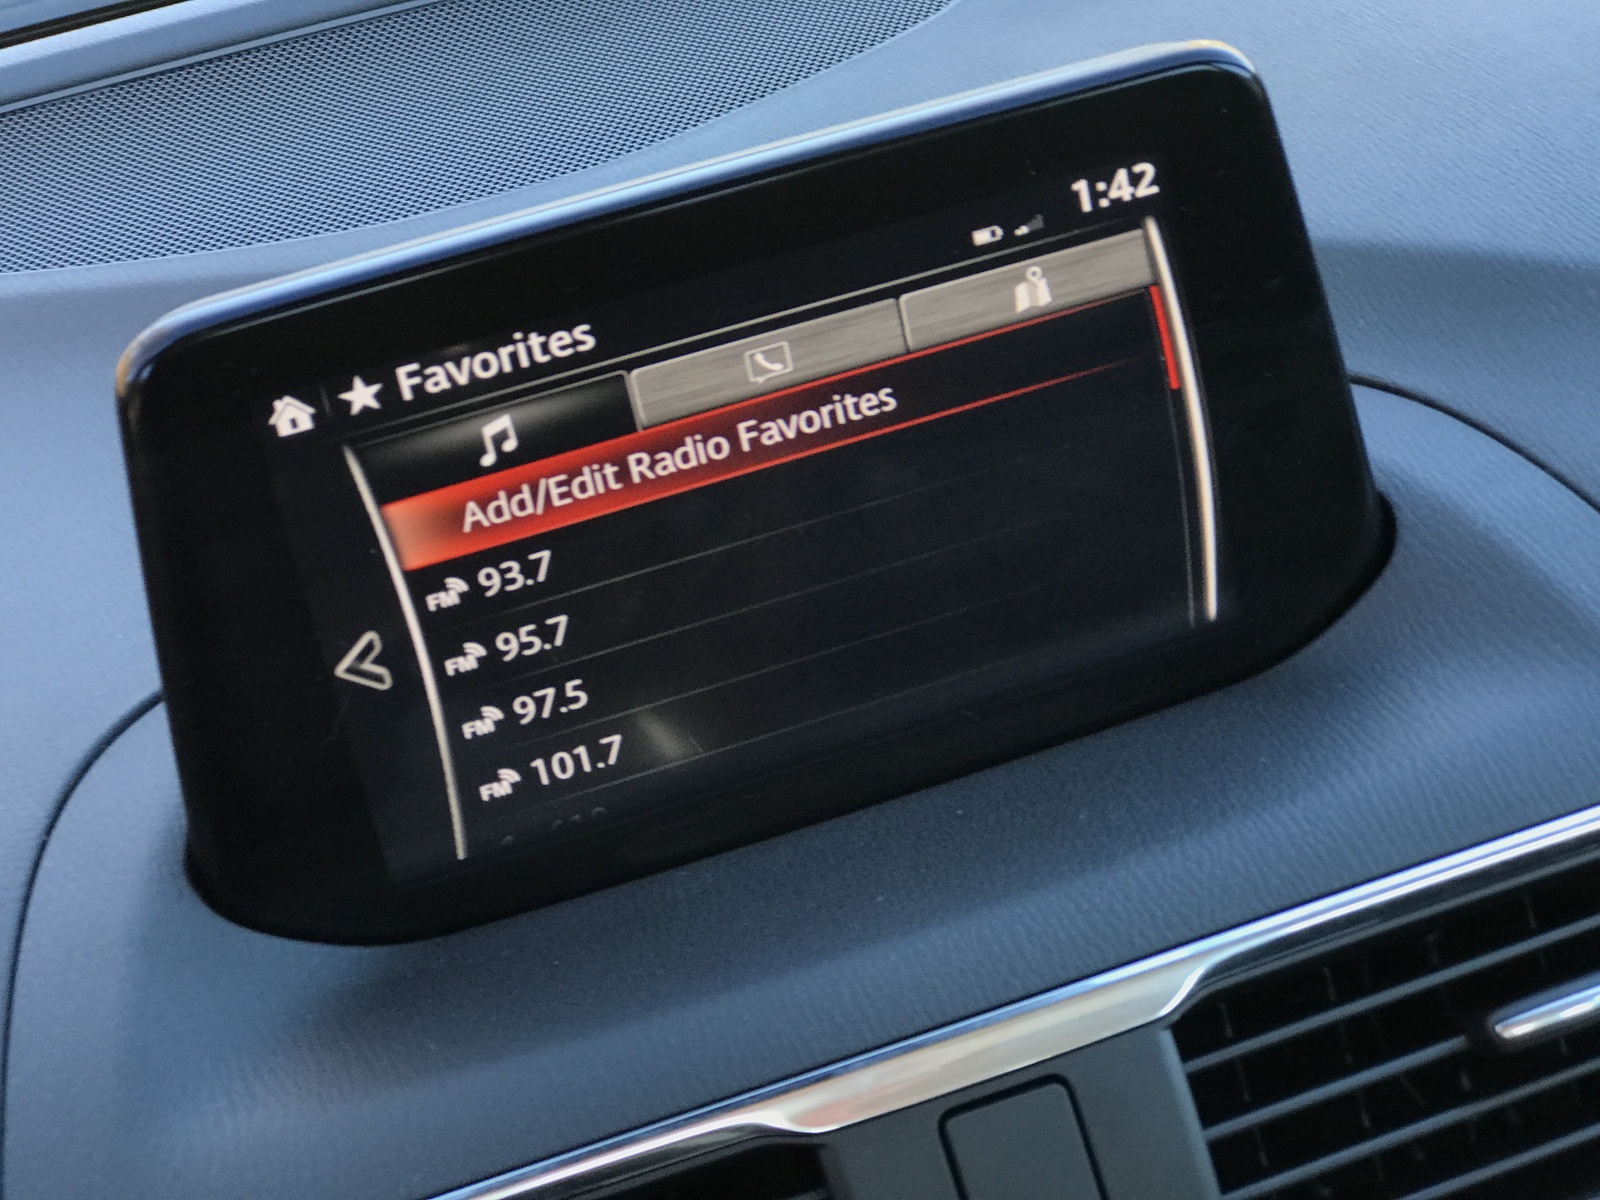 1:42
Favorites
Add/Edit Radio Favorites
FM 93.7
FM 95.7
FM 97.5
FM 101.7